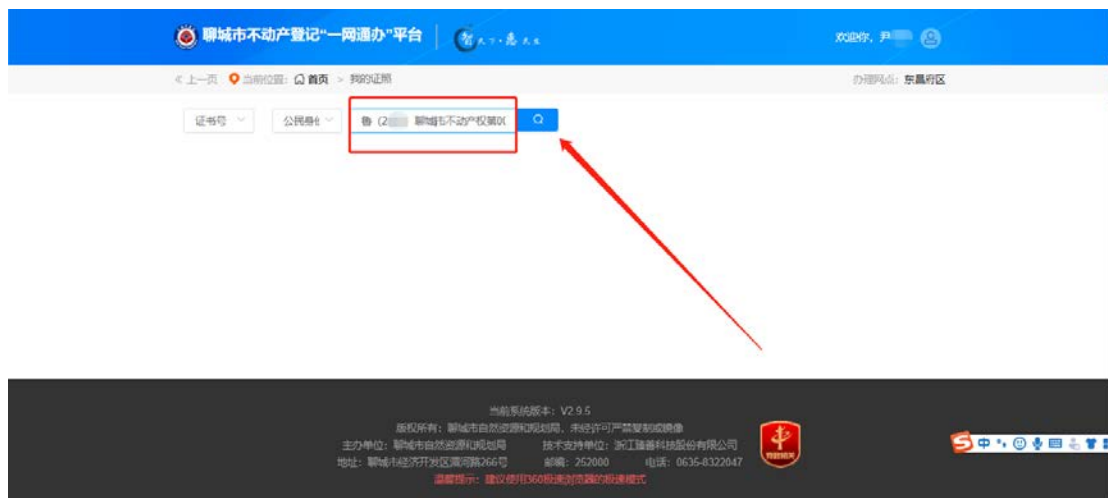 聊城市不动产登记“一网通办”平台
欢迎你，尹
« 上一页 当前位置： 首页 > 我的证照
办理网点：东昌府区
证书号
公民身
鲁（2 聊城市不动产权第
当前系统版本：V2.9.5
版权所有：聊城市自然资源和规划局，未经许可严禁复制或镜像
主办单位：聊城市自然资源和规划局 技术支持单位：浙江臻善科技股份有限公司
地址：聊城市经济开发区 266号 邮编：252000 电话：0635-8322047
温馨提示：建议使用360极速浏览器的极速模式
中